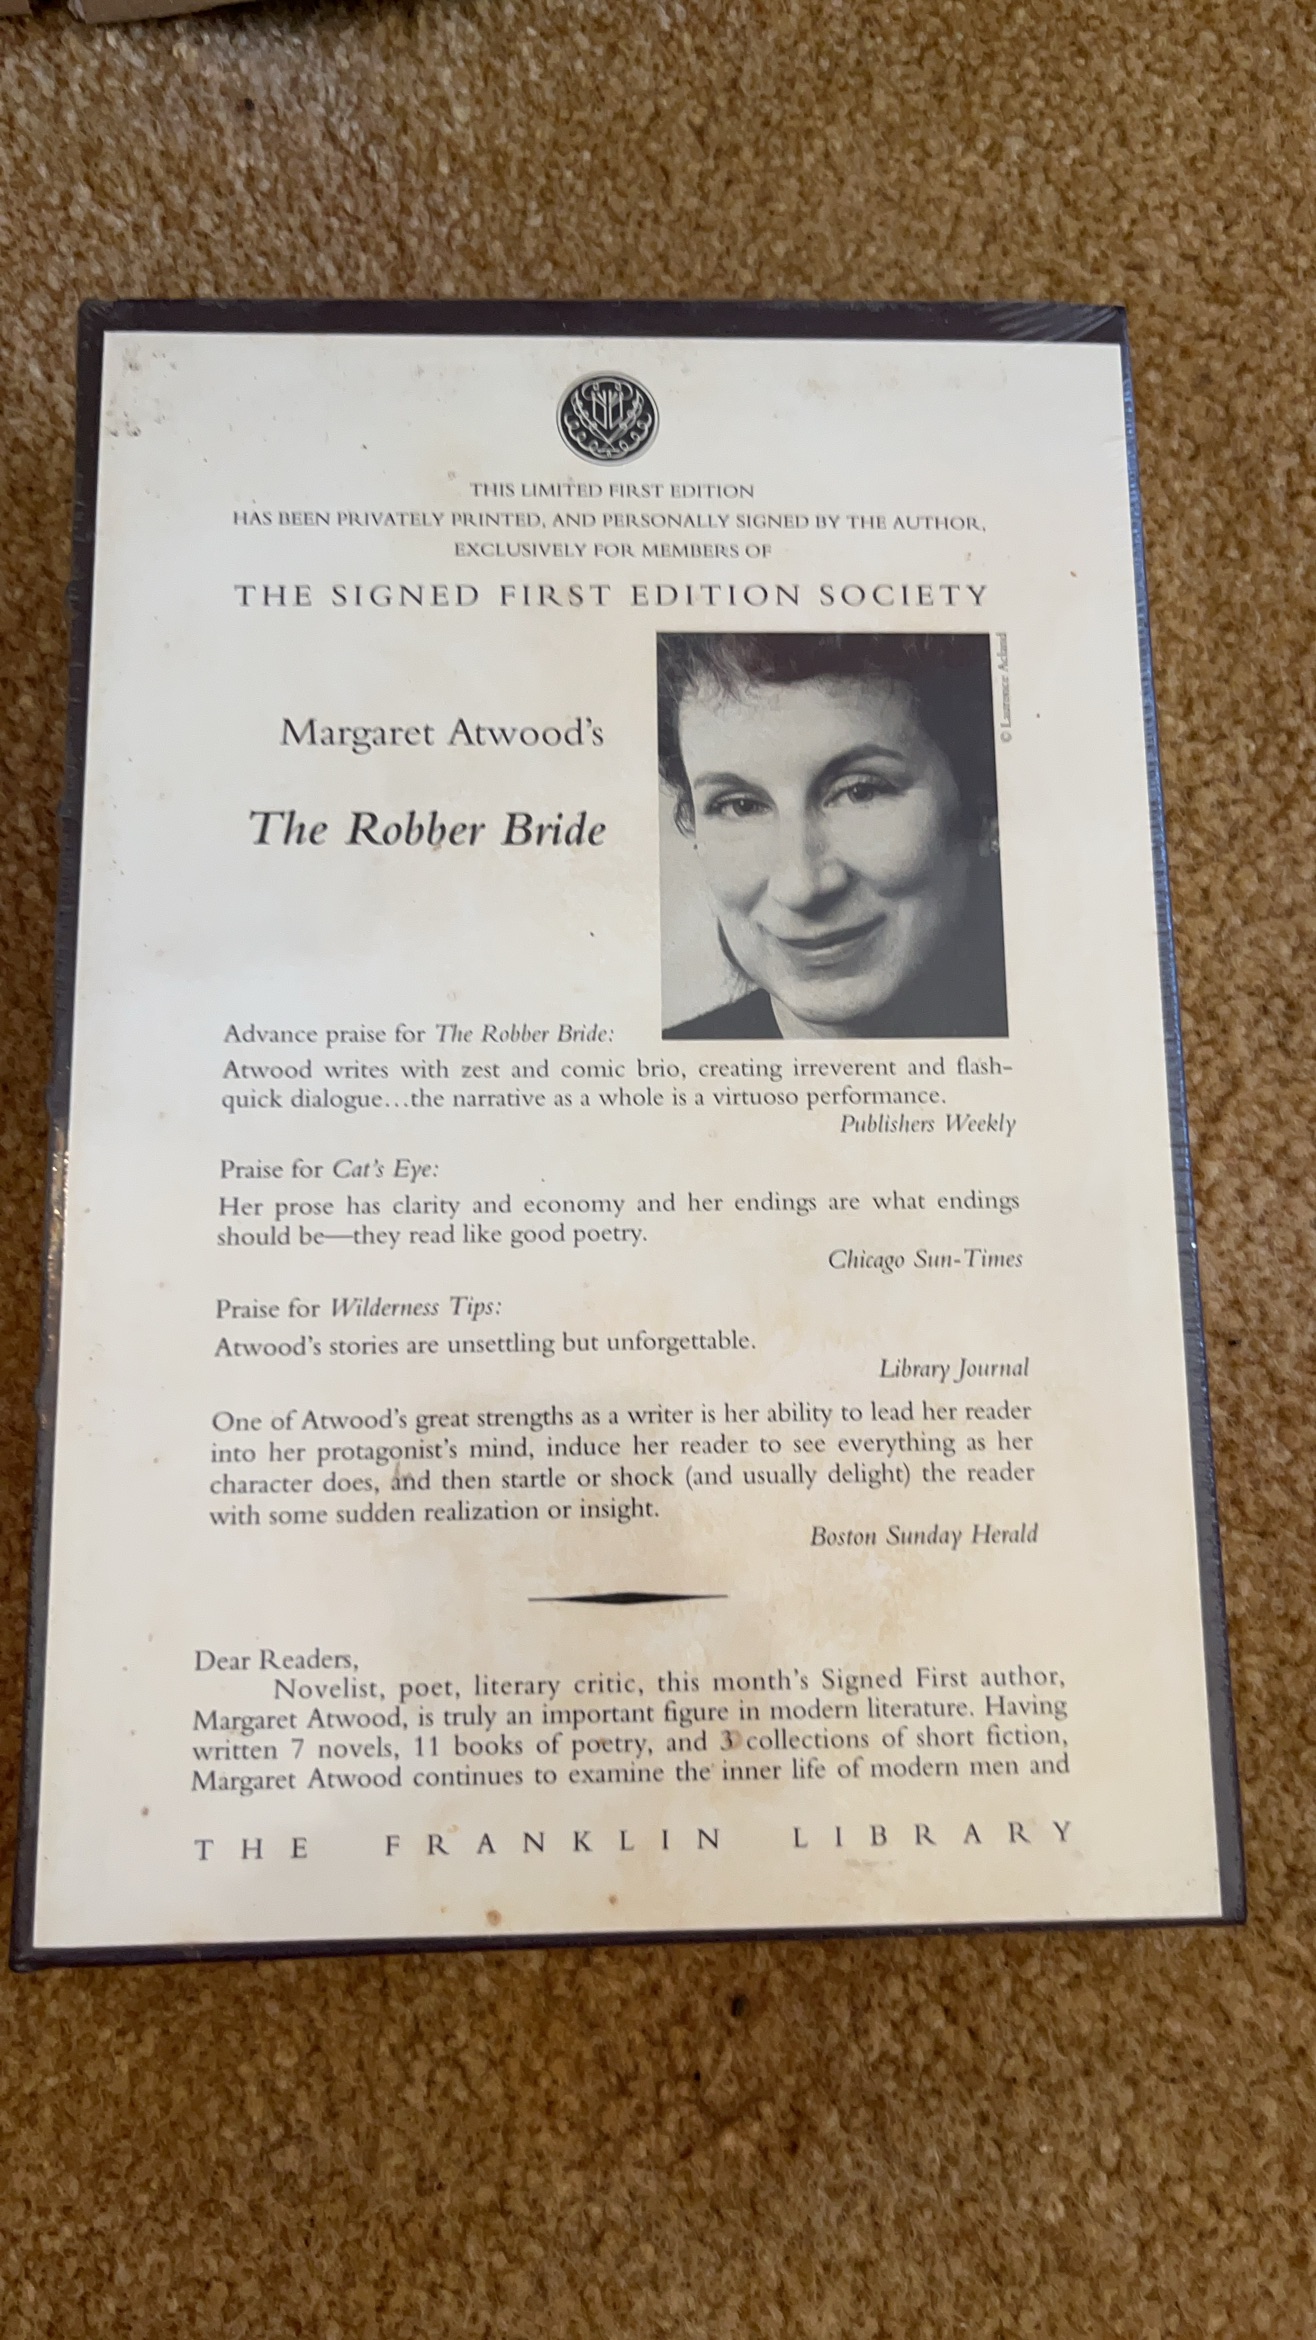 THIS LIMITED FIRST EDITION
HAS BEEN PRIVATELY PRINTED, AND PERSONALLY SIGNED BY THE AUTHOR,
EXCLUSIVELY FOR MEMBERS OF
THE SIGNED FIRST EDITION SOCIETY
© Laurence Acland
Margaret Atwood's
The Robber Bride
Advance praise for The Robber Bride:
Atwood writes with zest and comic brio, creating irreverent and flash-
quick dialogue...the narrative as a whole is a virtuoso performance.
Publishers Weekly
Praise for Cat's Eye:
Her prose has clarity and economy and her endings are what endings
should be—they read like good poetry.
Chicago Sun-Times
Praise for Wilderness Tips:
Atwood's stories are unsettling but unforgettable.
Library Journal
One of Atwood's great strengths as a writer is her ability to lead her reader
into her protagonist's mind, induce her reader to see everything as her
character does, and then startle or shock (and usually delight) the reader
with some sudden realization or insight.
Boston Sunday Herald
Dear Readers,
Novelist, poet, literary critic, this month's Signed First author,
Margaret Atwood, is truly an important figure in modern literature. Having
written 7 novels, 11 books of poetry, and 3 collections of short fiction,
Margaret Atwood continues to examine the inner life of modern men and
THE FRANKLIN LIBRARY